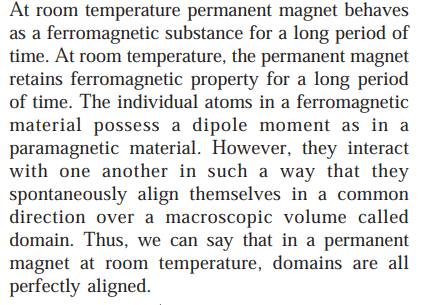 At room temperature permanent magnet behaves
as a ferromagnetic substance for a long period of
time. At room temperature, the permanent magnet
retains ferromagnetic property for a long period
of time. The individual atoms in a ferromagnetic
material possess a dipole moment as in a
paramagnetic material. However, they interact
with one another in such a way that they
spontaneously align themselves in a common
direction over a macroscopic volume called
domain. Thus, we can say that in a permanent
magnet at room temperature, domains are all
perfectly aligned.